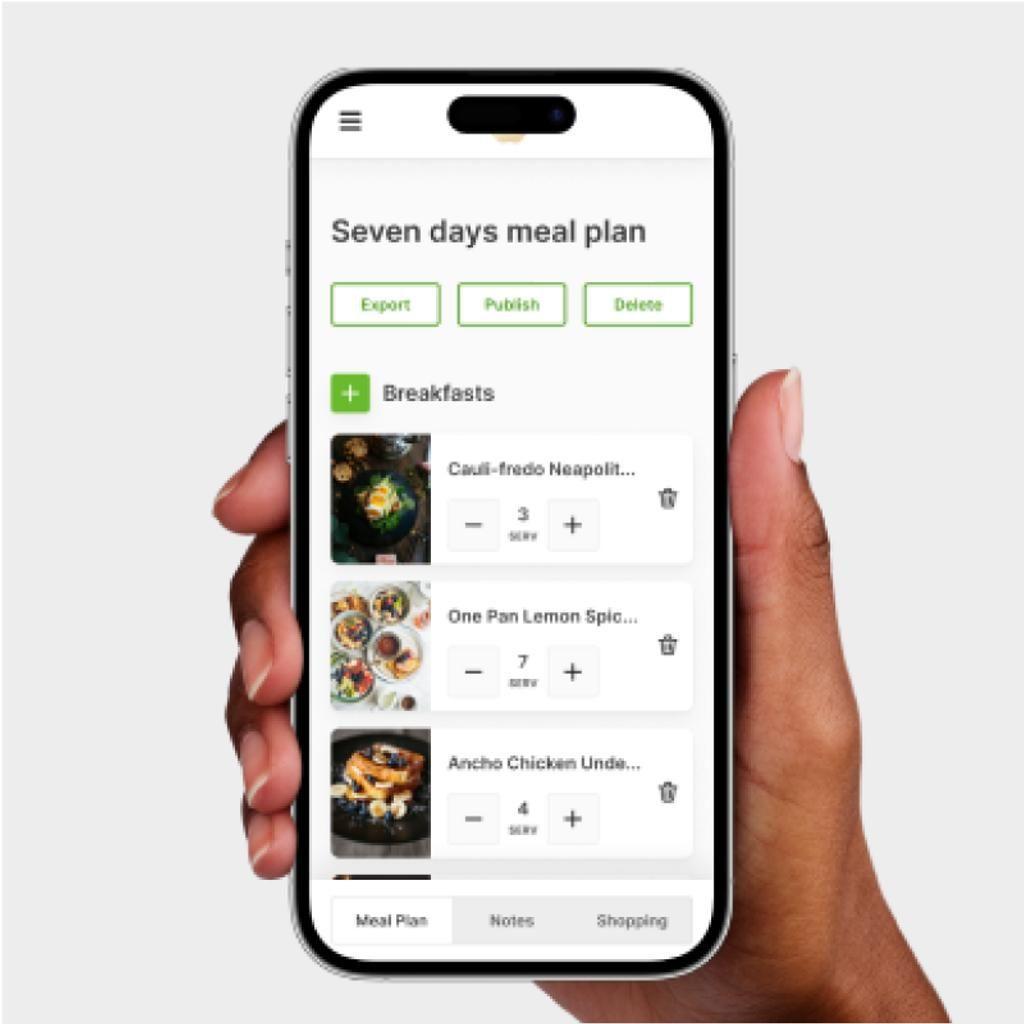 Seven days meal plan
Export
Publish
Delete
+ Breakfasts
Cauli-fredo Neapolit...
− 3 +
SERV
One Pan Lemon Spic...
− 7 +
SERV
Ancho Chicken Unde...
− 4 +
SERV
Meal Plan
Notes
Shopping